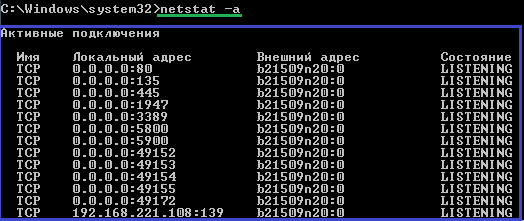 C:\Windows\system32>netstat -a
Активные подключения
Имя Локальный адрес Внешний адрес Состояние
TCP 0.0.0.0:80 b21509n20:0 LISTENING
TCP 0.0.0.0:135 b21509n20:0 LISTENING
TCP 0.0.0.0:445 b21509n20:0 LISTENING
TCP 0.0.0.0:1947 b21509n20:0 LISTENING
TCP 0.0.0.0:3389 b21509n20:0 LISTENING
TCP 0.0.0.0:5800 b21509n20:0 LISTENING
TCP 0.0.0.0:5900 b21509n20:0 LISTENING
TCP 0.0.0.0:49152 b21509n20:0 LISTENING
TCP 0.0.0.0:49153 b21509n20:0 LISTENING
TCP 0.0.0.0:49154 b21509n20:0 LISTENING
TCP 0.0.0.0:49155 b21509n20:0 LISTENING
TCP 0.0.0.0:49172 b21509n20:0 LISTENING
TCP 192.168.221.108:139 b21509n20:0 LISTENING